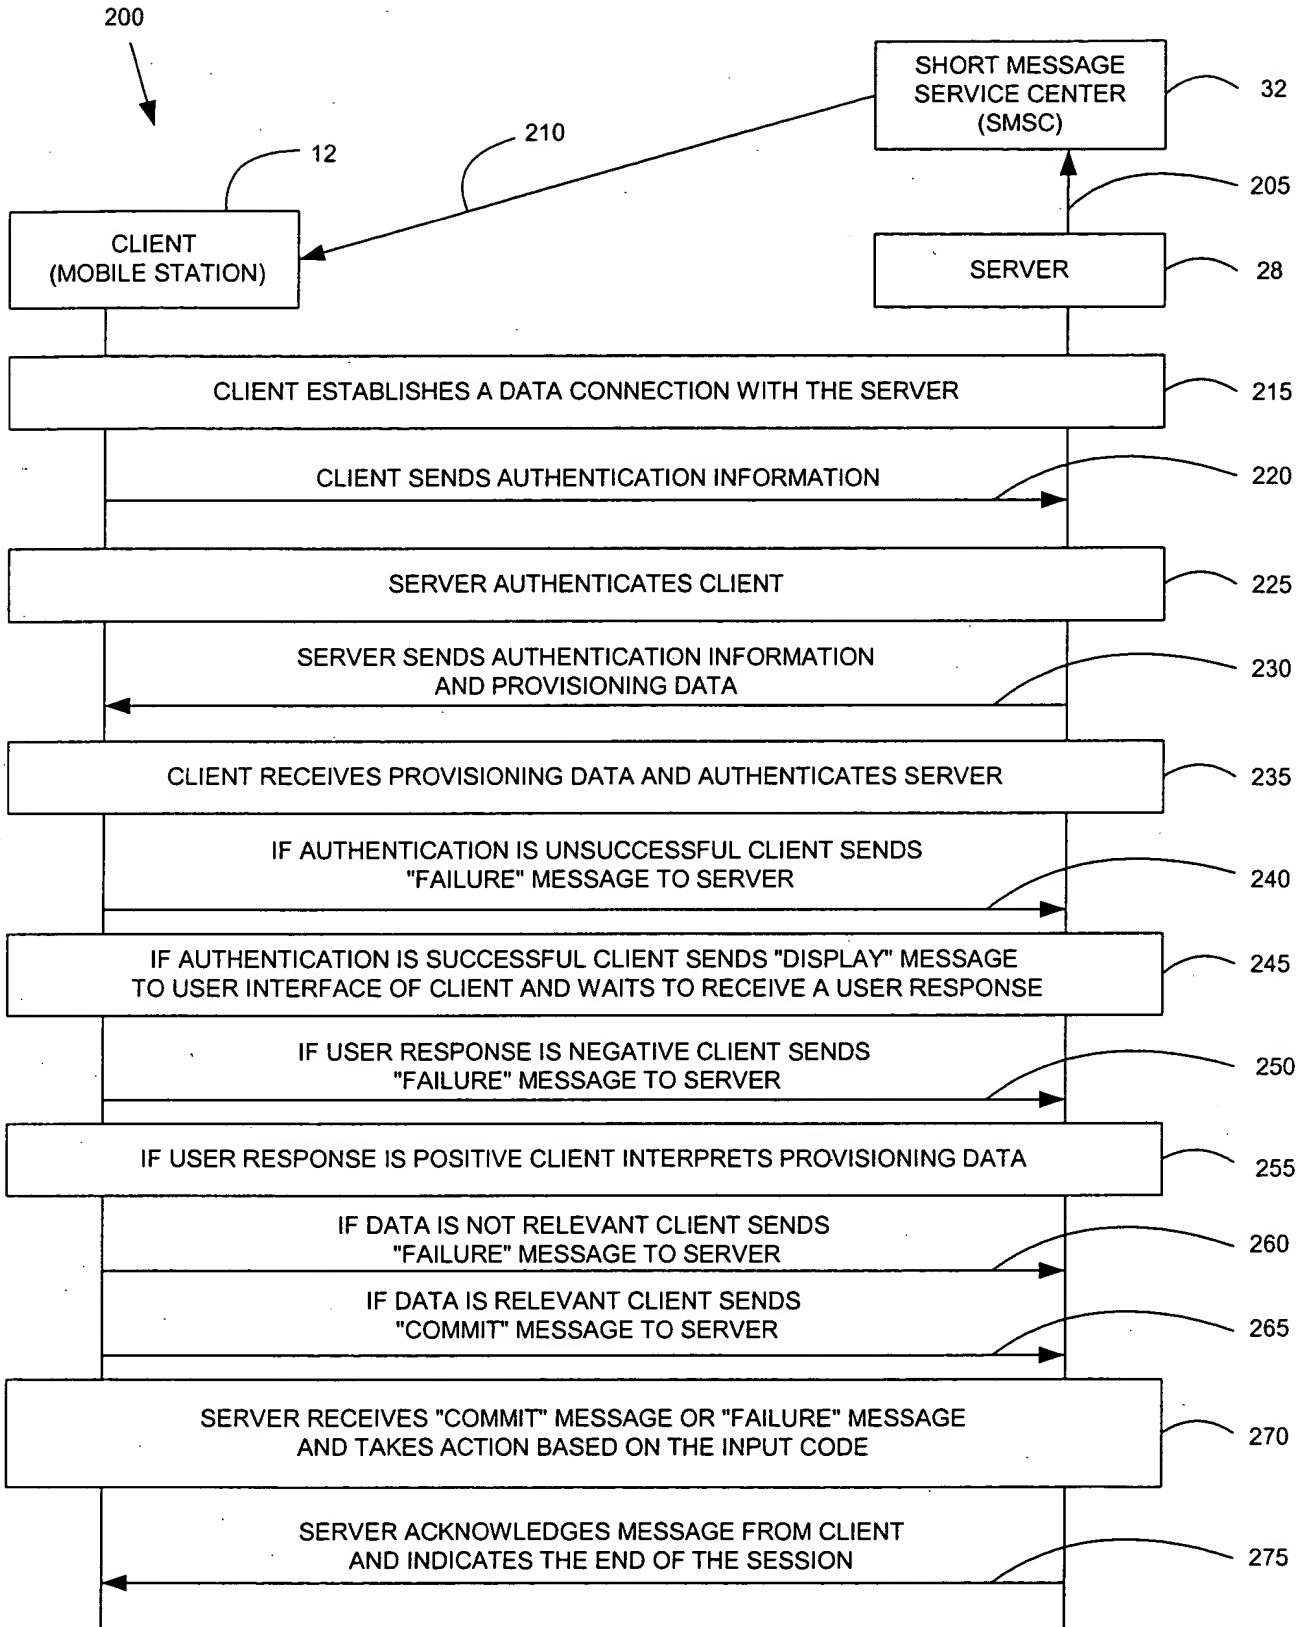 200
SHORT MESSAGE
SERVICE CENTER
(SMSC)
32
210
12
205
CLIENT
(MOBILE STATION)
SERVER
28
CLIENT ESTABLISHES A DATA CONNECTION WITH THE SERVER
215
CLIENT SENDS AUTHENTICATION INFORMATION
220
SERVER AUTHENTICATES CLIENT
225
SERVER SENDS AUTHENTICATION INFORMATION
AND PROVISIONING DATA
230
CLIENT RECEIVES PROVISIONING DATA AND AUTHENTICATES SERVER
235
IF AUTHENTICATION IS UNSUCCESSFUL CLIENT SENDS
"FAILURE" MESSAGE TO SERVER
240
IF AUTHENTICATION IS SUCCESSFUL CLIENT SENDS "DISPLAY" MESSAGE
TO USER INTERFACE OF CLIENT AND WAITS TO RECEIVE A USER RESPONSE
245
IF USER RESPONSE IS NEGATIVE CLIENT SENDS
"FAILURE" MESSAGE TO SERVER
250
IF USER RESPONSE IS POSITIVE CLIENT INTERPRETS PROVISIONING DATA
255
IF DATA IS NOT RELEVANT CLIENT SENDS
"FAILURE" MESSAGE TO SERVER
260
IF DATA IS RELEVANT CLIENT SENDS
"COMMIT" MESSAGE TO SERVER
265
SERVER RECEIVES "COMMIT" MESSAGE OR "FAILURE" MESSAGE
AND TAKES ACTION BASED ON THE INPUT CODE
270
SERVER ACKNOWLEDGES MESSAGE FROM CLIENT
AND INDICATES THE END OF THE SESSION
275